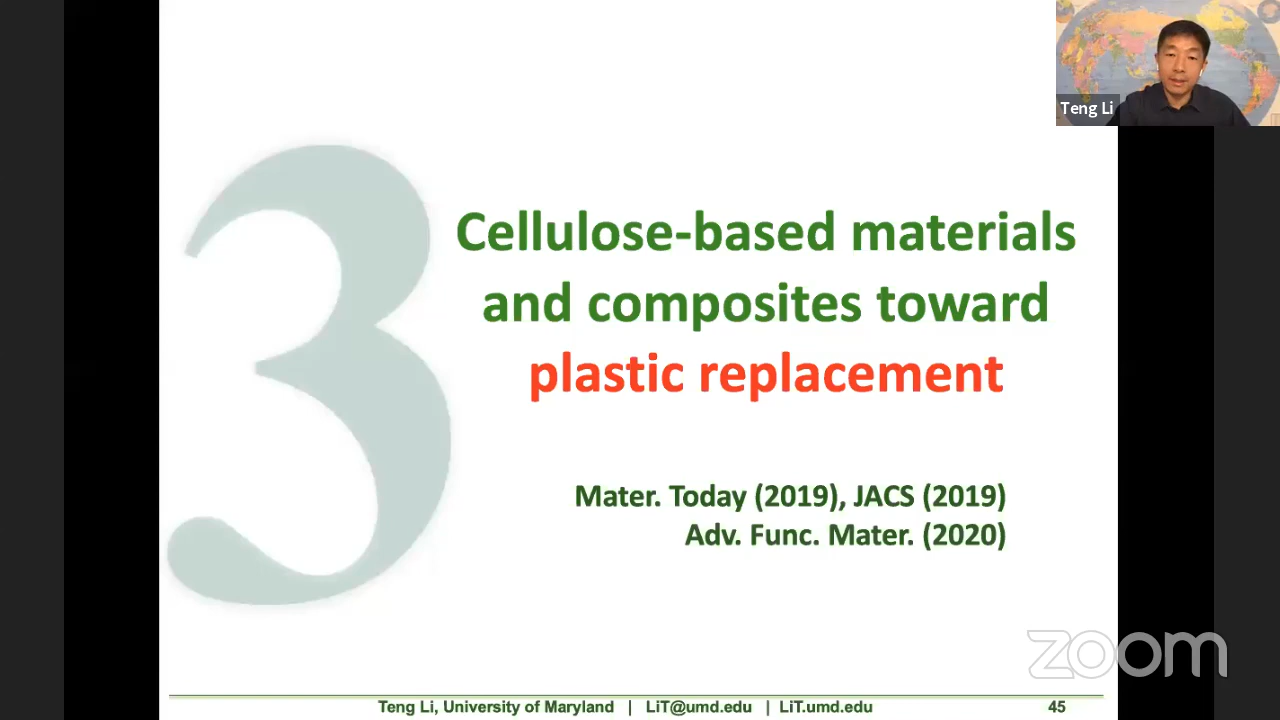 Teng Li
3
Cellulose-based materials
and composites toward
plastic replacement
Mater. Today (2019), JACS (2019)
Adv. Func. Mater. (2020)
zoom
Teng Li, University of Maryland | LiT@umd.edu | LiT.umd.edu 45